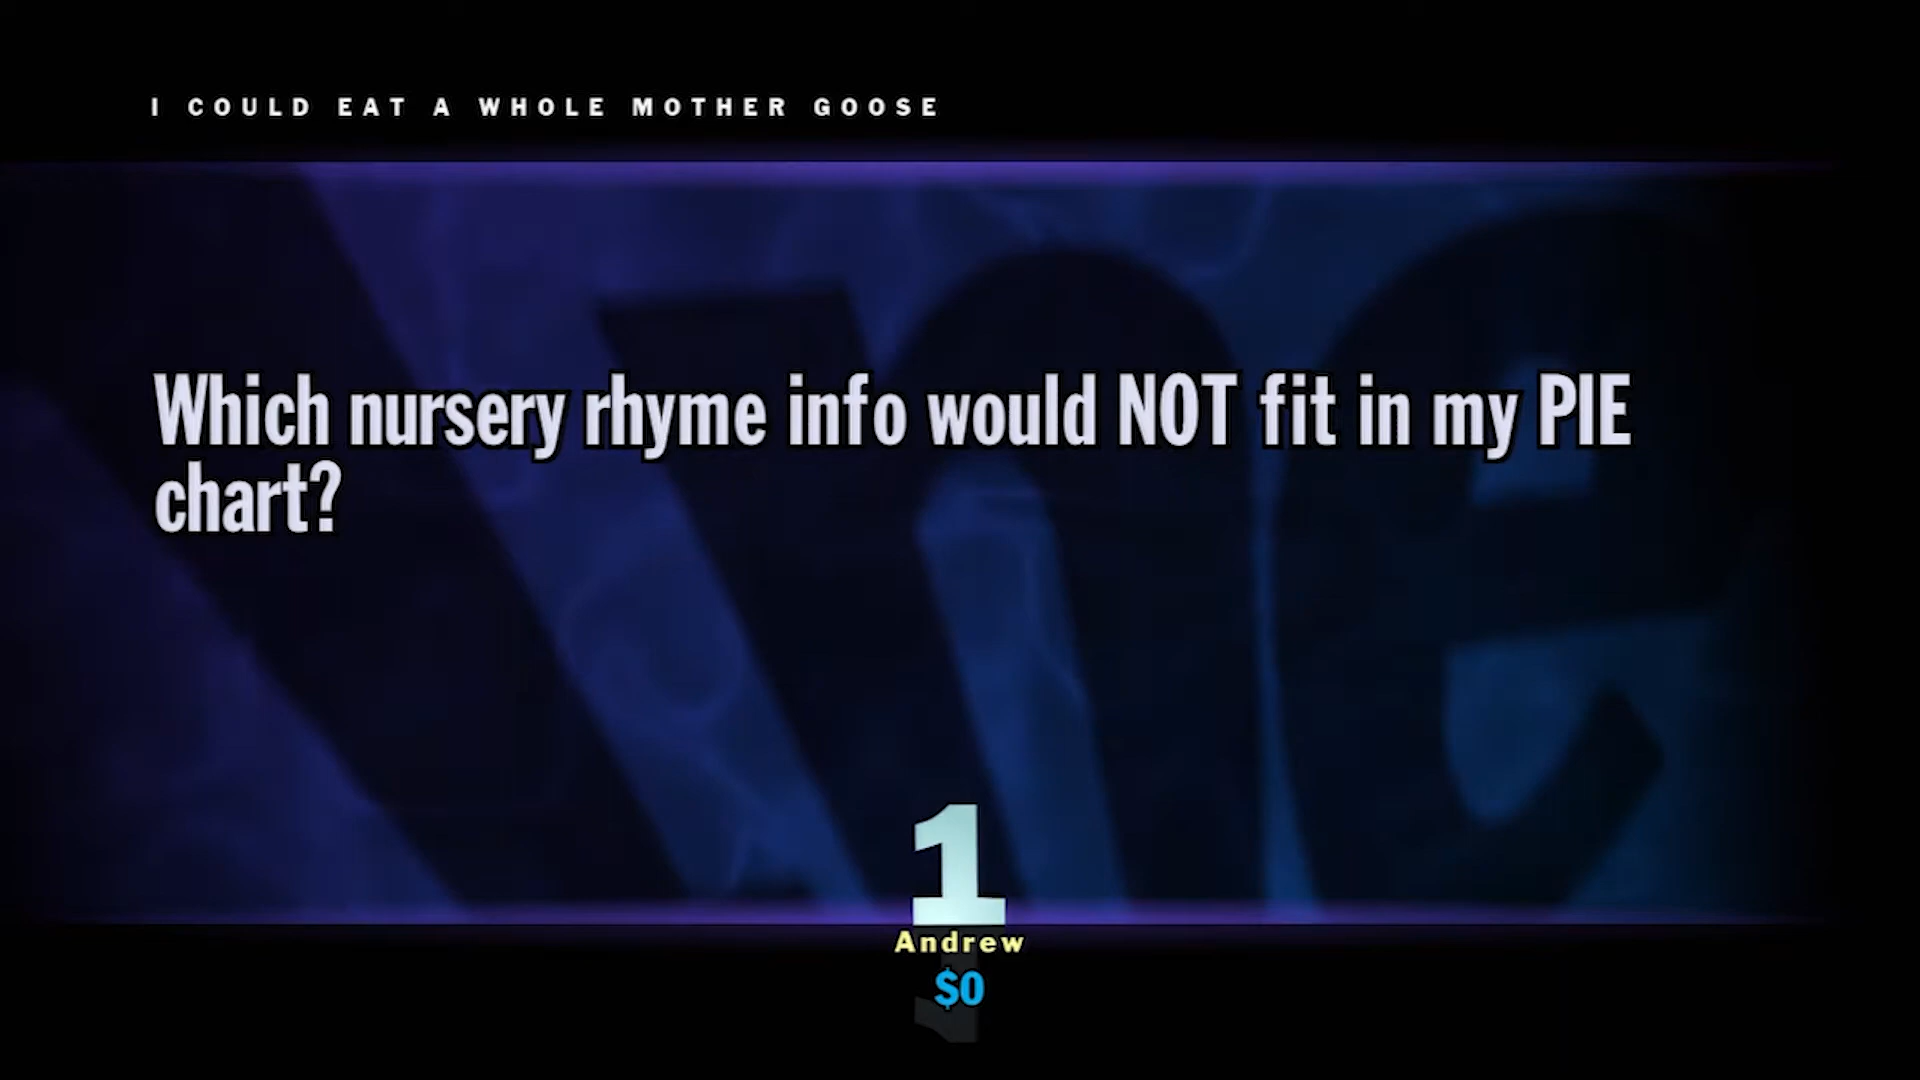 I COULD EAT A WHOLE MOTHER GOOSE
Which nursery rhyme info would NOT fit in my PIE
chart?
1
Andrew
$0